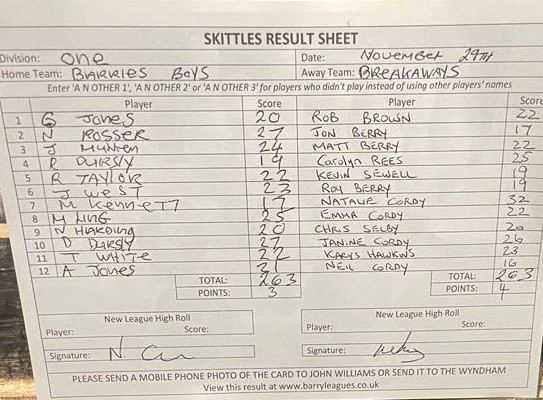 SKITTLES RESULT SHEET
Division: One Date: November 29TH
Home Team: BARRIES BOYS Away Team: BREAKAWAYS
Enter 'A N OTHER 1', 'A N OTHER 2' or 'A N OTHER 3' for players who didn't play instead of using other players' names
Player Score Player Score
1 G Jones 20 ROB BROWN 22
2 N ROSSER 27 JON BERRY 17
3 J 24 MATT BERRY 22
4 R DURSLY 19 Carolyn REES 25
5 R TAYLOR 22 KEVIN SEWELL 19
6 J WEST 23 ROY BERRY 19
7 M Kennett 17 NATALIE CORDY 32
8 M LING 25 EMMA CORDY 22
9 N HARDING 20 CHRIS SELBY 20
10 D DURSLY 27 JANINE CORDY 26
11 T WHITE 22 KARYS HAWKINS 23
12 A Jones NEIL CORDY 16
TOTAL: 263 TOTAL: 263
POINTS: 3 POINTS: 4
New League High Roll New League High Roll
Player: Score: Player: Score:
Signature: Signature:
PLEASE SEND A MOBILE PHONE PHOTO OF THE CARD TO JOHN WILLIAMS OR SEND IT TO THE WYNDHAM
View this result at www.barryleagues.co.uk